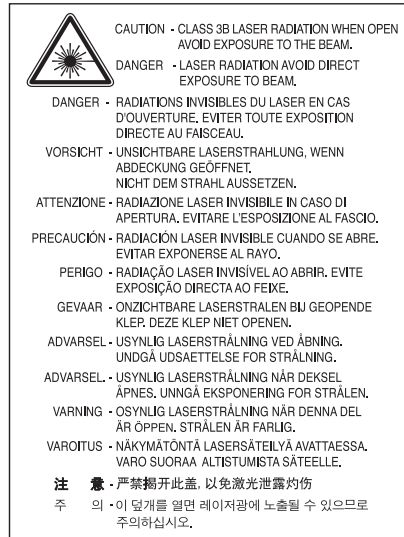 CAUTION - CLASS 3B LASER RADIATION WHEN OPEN
AVOID EXPOSURE TO THE BEAM.
DANGER - LASER RADIATION AVOID DIRECT
EXPOSURE TO BEAM.
DANGER - RADIATIONS INVISIBLES DU LASER EN CAS
D'OUVERTURE. EVITER TOUTE EXPOSITION
DIRECTE AU FAISCEAU.
VORSICHT - UNSICHTBARE LASERSTRAHLUNG, WENN
ABDECKUNG GEÖFFNET.
NICHT DEM STRAHL AUSSETZEN.
ATTENZIONE - RADIAZIONE LASER INVISIBILE IN CASO DI
APERTURA. EVITARE L'ESPOSIZIONE AL FASCIO.
PRECAUCIÓN - RADIACIÓN LASER INVISIBLE CUANDO SE ABRE.
EVITAR EXPONERSE AL RAYO.
PERIGO - RADIAÇÃO LASER INVISÍVEL AO ABRIR. EVITE
EXPOSIÇÃO DIRECTA AO FEIXE.
GEVAAR - ONZICHTBARE LASERSTRALEN BIJ GEOPENDE
KLEP. DEZE KLEP NIET OPENEN.
ADVARSEL - USYNLIG LASERSTRÅLNING VED ÅBNING.
UNDGÅ UDSAETTELSE FOR STRÅLNING.
ADVARSEL. - USYNLIG LASERSTRÅLNING NÅR DEKSEL
ÅPNES. UNNGÅ EKSPONERING FOR STRÅLEN.
VARNING - OSYNLIG LASERSTRÅLNING NÄR DENNA DEL
ÄR ÖPPEN. STRÅLEN ÄR FARLIG.
VAROITUS - NÄKYMÄTÖNTÄ LASERSÄTEILYÄ AVATTAESSA.
VARO SUORAA ALTISTUMISTA SÄTEELLE.
注 意 - 严禁揭开此盖, 以免激光泄露灼伤
주 의 - 이 덮개를 열면 레이저광에 노출될 수 있으므로
주의하십시오.